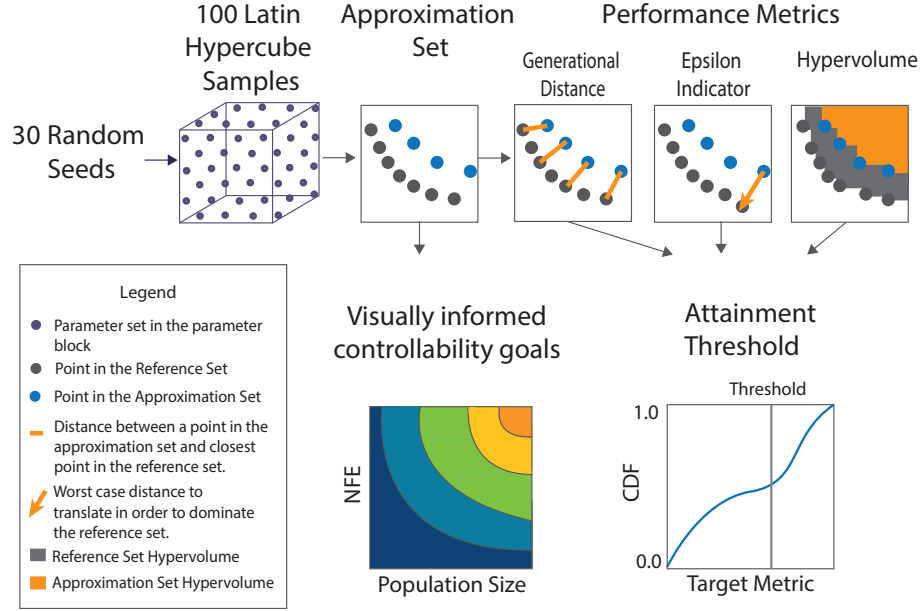 100 Latin
Hypercube
Samples
Approximation
Set
Performance Metrics
Generational
Distance
Epsilon
Indicator
Hypervolume
30 Random
Seeds
Legend
Parameter set in the parameter
block
Point in the Reference Set
Point in the Approximation Set
Distance between a point in the
approximation set and closest
point in the reference set.
Worst case distance to
translate in order to dominate
the reference set.
Reference Set Hypervolume
Approximation Set Hypervolume
Visually informed
controllability goals
NFE
Population Size
Attainment
Threshold
Threshold
1.0
CDF
0.0
Target Metric